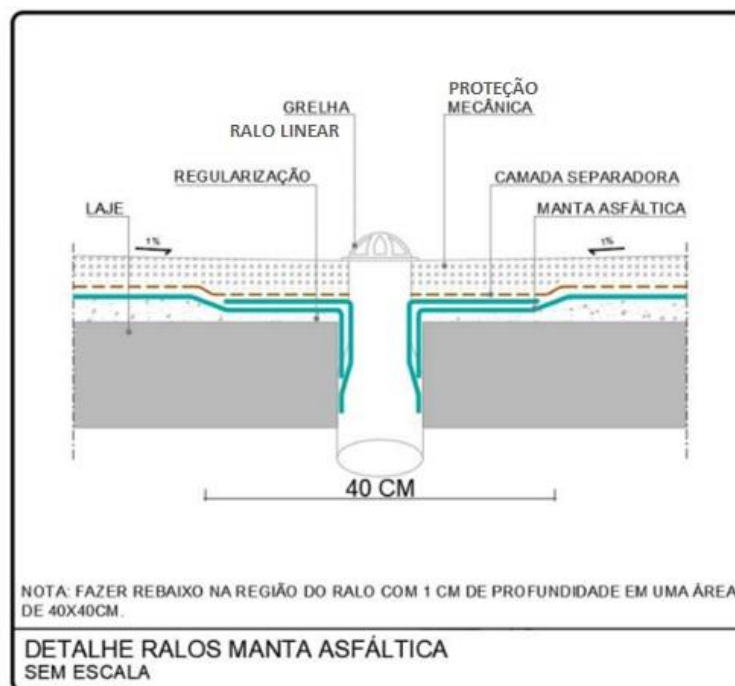 PROTEÇÃO
MECÂNICA
GRELHA
RALO LINEAR
REGULARIZAÇÃO
CAMADA SEPARADORA
LAJE
MANTA ASFÁLTICA
1%
1%
40 CM
NOTA: FAZER REBAIXO NA REGIÃO DO RALO COM 1 CM DE PROFUNDIDADE EM UMA ÁREA
DE 40X40CM.
DETALHE RALOS MANTA ASFÁLTICA
SEM ESCALA